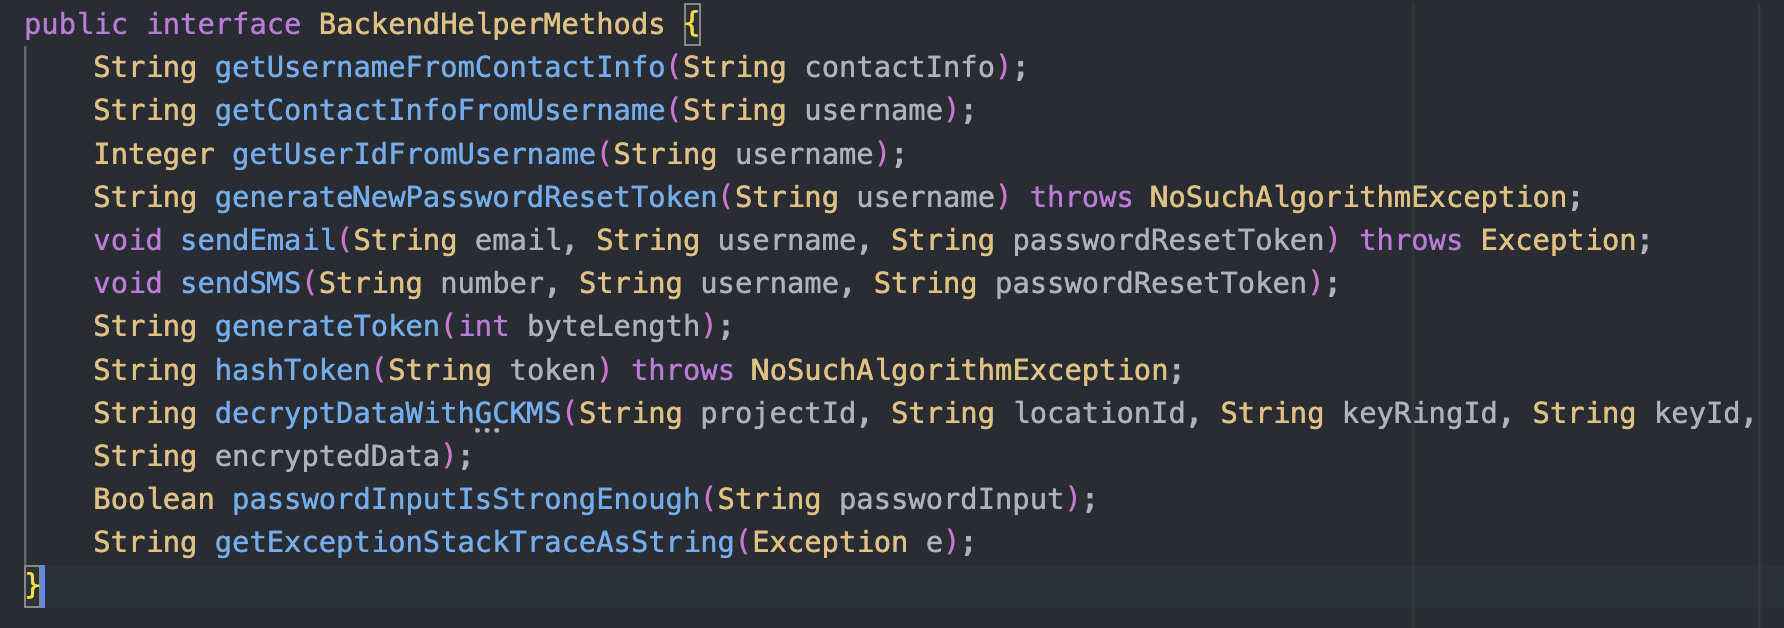 public interface BackendHelperMethods {
    String getUsernameFromContactInfo(String contactInfo);
    String getContactInfoFromUsername(String username);
    Integer getUserIdFromUsername(String username);
    String generateNewPasswordResetToken(String username) throws NoSuchAlgorithmException;
    void sendEmail(String email, String username, String passwordResetToken) throws Exception;
    void sendSMS(String number, String username, String passwordResetToken);
    String generateToken(int byteLength);
    String hashToken(String token) throws NoSuchAlgorithmException;
    String decryptDataWithGCKMS(String projectId, String locationId, String keyRingId, String keyId,
    String encryptedData);
    Boolean passwordInputIsStrongEnough(String passwordInput);
    String getExceptionStackTraceAsString(Exception e);
}